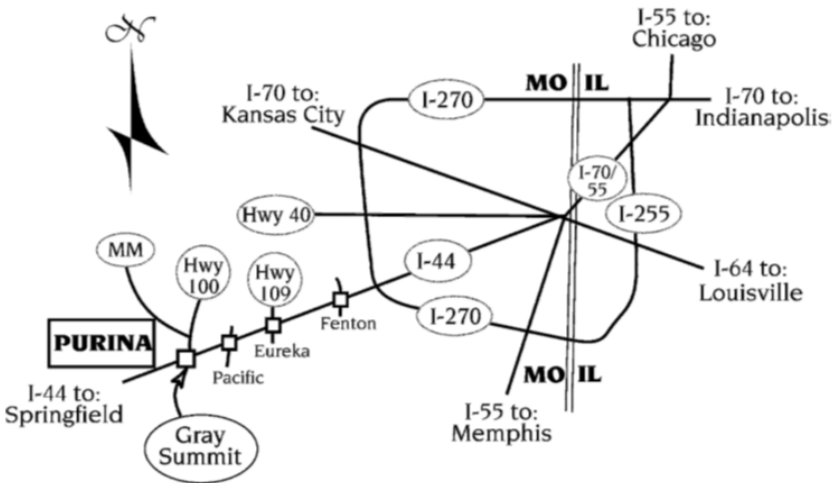 N
I-55 to:
Chicago
MO IL
I-70 to:
Kansas City
I-270
I-70 to:
Indianapolis
I-70/
55
Hwy 40
I-255
MM
Hwy
100
Hwy
109
I-44
I-64 to:
Louisville
Fenton
I-270
PURINA
Eureka
Pacific
MO IL
I-44 to:
Springfield
I-55 to:
Memphis
Gray
Summit